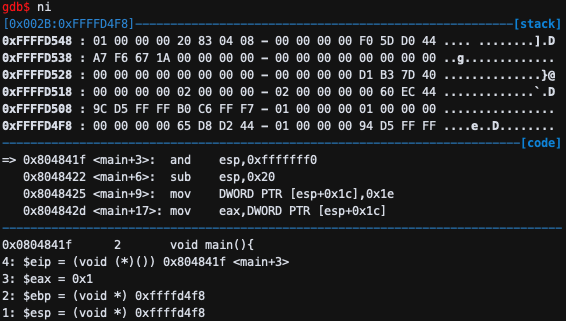 gdb$ ni
[0x002B:0xFFFFD4F8]------------------------------[stack]
0xFFFFD548 : 01 00 00 00 20 83 04 08 - 00 00 00 00 F0 5D D0 44 .... ........].D
0xFFFFD538 : A7 F6 67 1A 00 00 00 00 - 00 00 00 00 00 00 00 00 ..g.............
0xFFFFD528 : 00 00 00 00 00 00 00 00 - 00 00 00 00 D1 B3 7D 40 ..............}@
0xFFFFD518 : 00 00 00 00 02 00 00 00 - 02 00 00 00 00 60 EC 44 .............`.D
0xFFFFD508 : 9C D5 FF FF B0 C6 FF F7 - 01 00 00 00 01 00 00 00 ................
0xFFFFD4F8 : 00 00 00 00 65 D8 D2 44 - 01 00 00 00 94 D5 FF FF ....e..D........
[code]
=> 0x804841f <main+3>: and esp,0xfffffff0
0x8048422 <main+6>: sub esp,0x20
0x8048425 <main+9>: mov DWORD PTR [esp+0x1c],0x1e
0x804842d <main+17>: mov eax,DWORD PTR [esp+0x1c]
0x0804841f 2 void main(){
4: $eip = (void (*)()) 0x804841f <main+3>
3: $eax = 0x1
2: $ebp = (void *) 0xffffd4f8
1: $esp = (void *) 0xffffd4f8